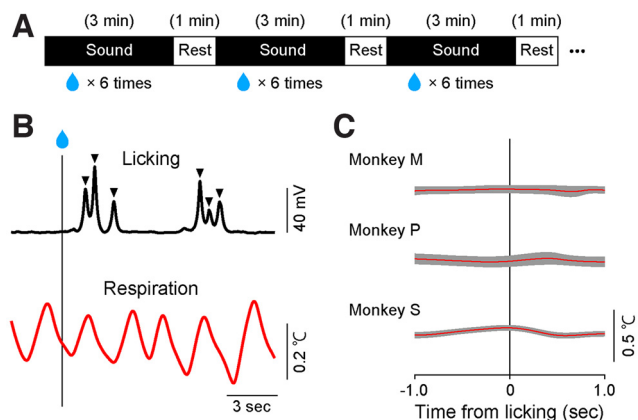 A
(3 min) (1 min) (3 min) (1 min) (3 min) (1 min)
Sound Rest Sound Rest Sound Rest ...
× 6 times × 6 times × 6 times
B
Licking
40 mV
Respiration
0.2 ℃
3 sec
C
Monkey M
Monkey P
Monkey S
0.5 ℃
-1.0 0 1.0
Time from licking (sec)